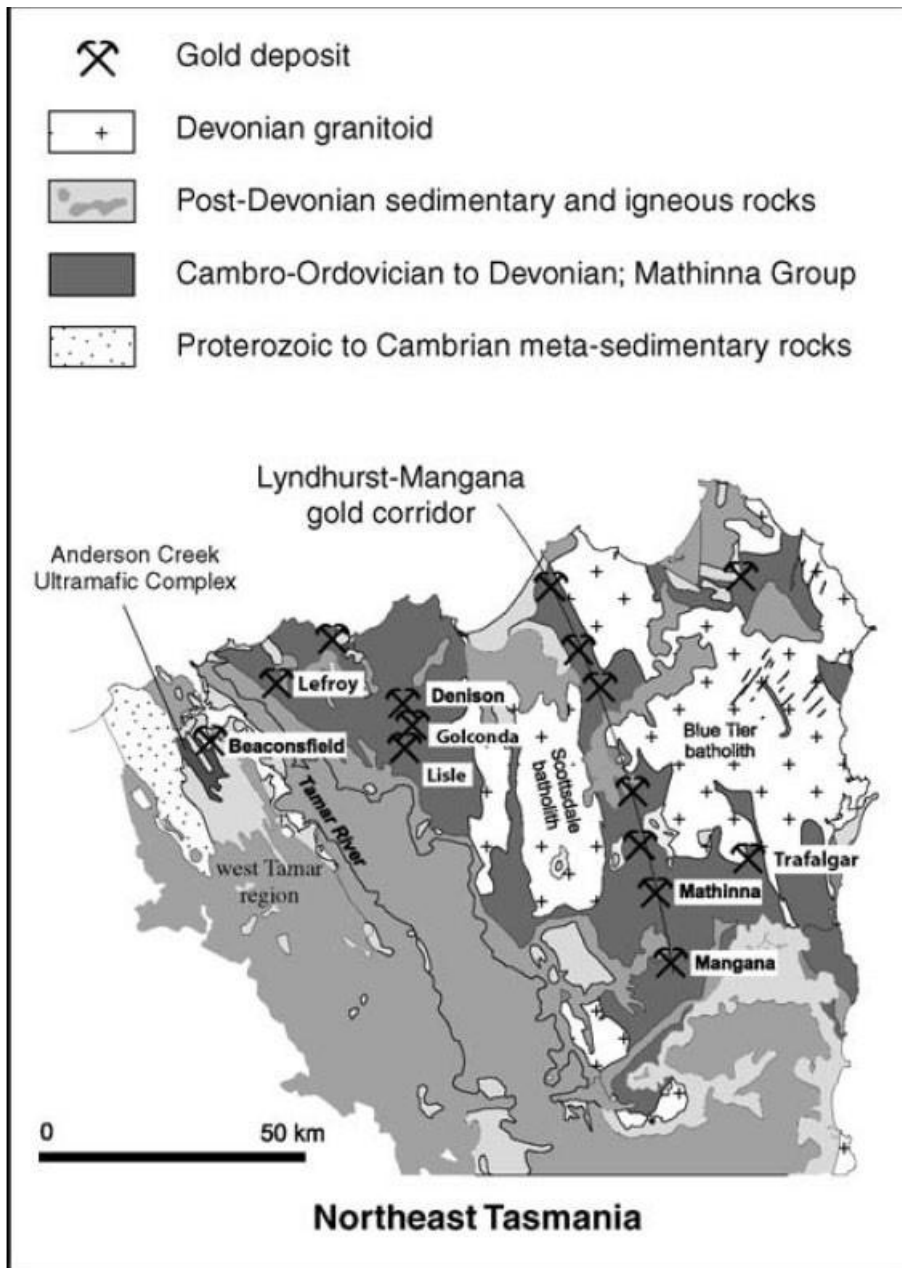 Gold deposit
Devonian granitoid
Post-Devonian sedimentary and igneous rocks
Cambro-Ordovician to Devonian; Mathinna Group
Proterozoic to Cambrian meta-sedimentary rocks
Lyndhurst-Mangana
gold corridor
Anderson Creek
Ultramafic Complex
Lefroy
Denison
Golconda
Beaconsfield
Lisle
Blue Tier
batholith
Scottsdale
batholith
Tamar River
west Tamar
region
Trafalgar
Mathinna
Mangana
0 50 km
Northeast Tasmania